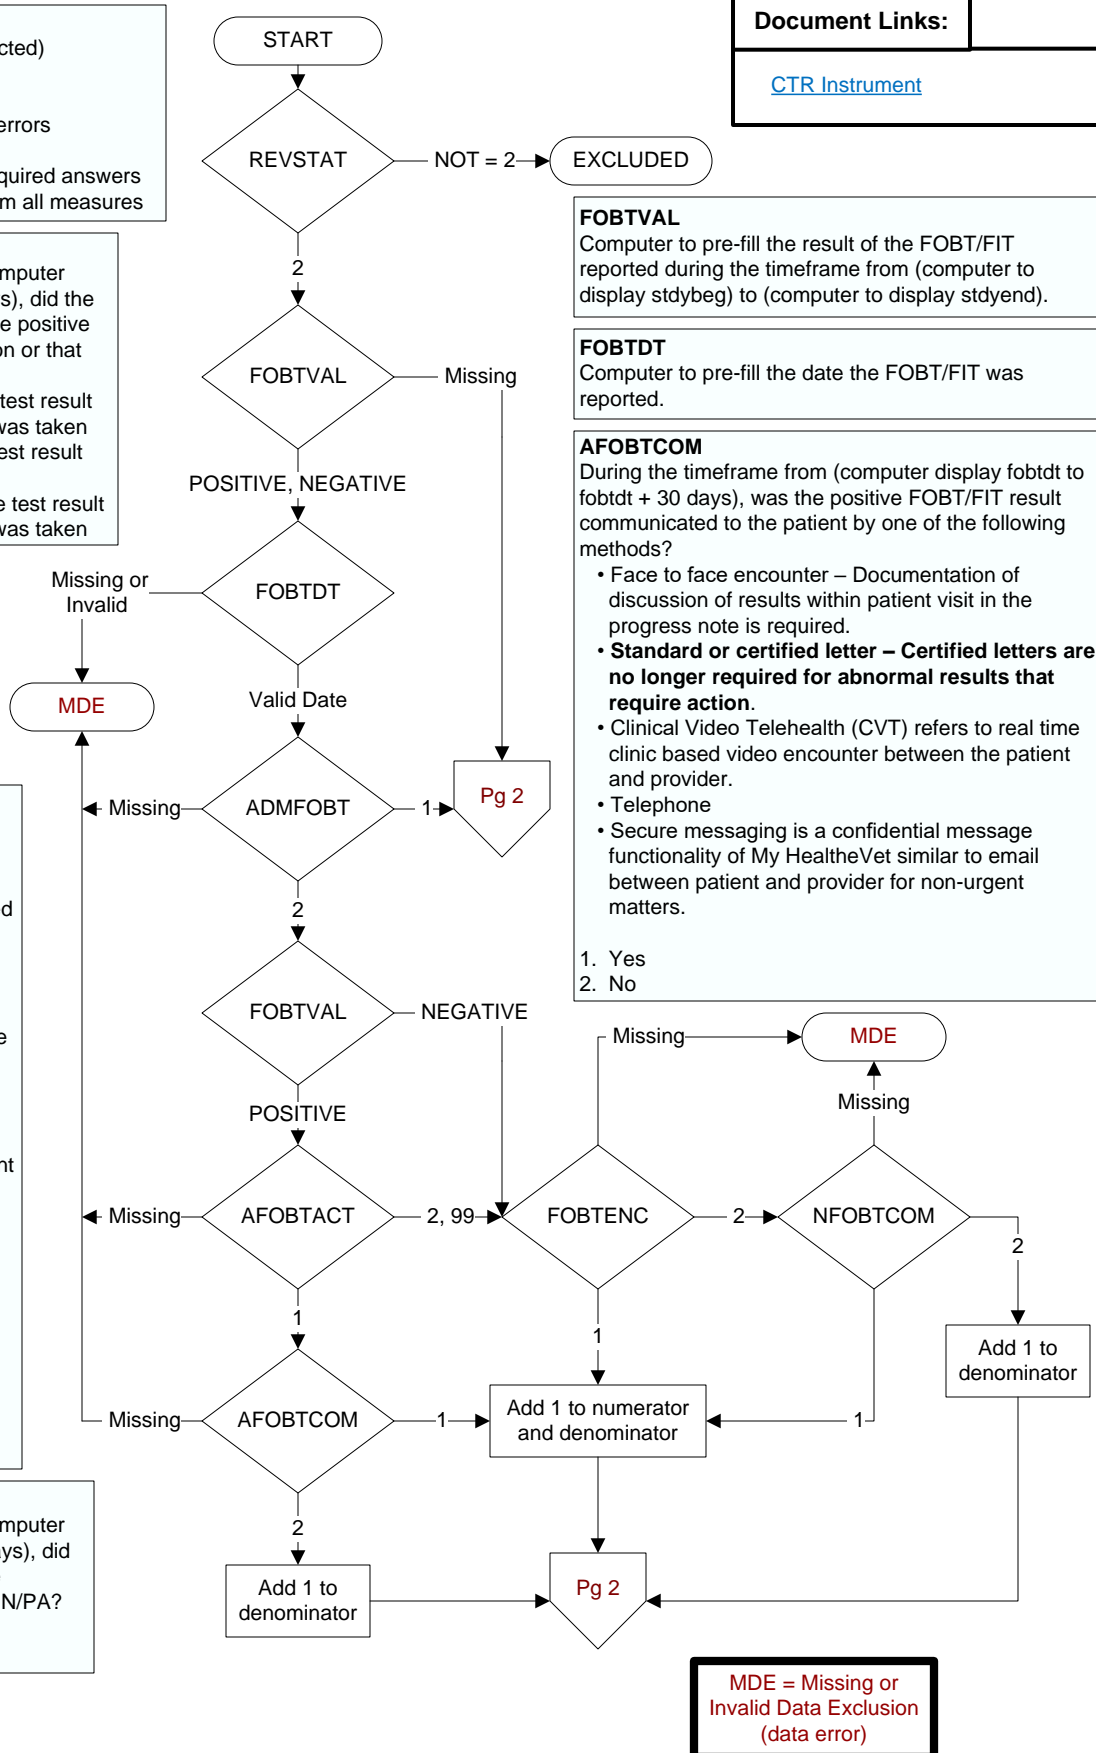 cted)
errors
quired answers
m all measures
START
Document Links:
CTR Instrument
REVSTAT
NOT = 2
EXCLUDED
2
FOBTVAL
Computer to pre-fill the result of the FOBT/FIT
reported during the timeframe from (computer to
display stdybeg) to (computer to display stdyend).
mputer
s), did the
e positive
on or that
test result
was taken
est result
e test result
was taken
FOBTVAL
Missing
POSITIVE, NEGATIVE
FOBTDT
Computer to pre-fill the date the FOBT/FIT was
reported.
AFOBTCOM
During the timeframe from (computer display fobtdt to
fobtdt + 30 days), was the positive FOBT/FIT result
communicated to the patient by one of the following
methods?
• Face to face encounter – Documentation of
discussion of results within patient visit in the
progress note is required.
• Standard or certified letter – Certified letters are
no longer required for abnormal results that
require action.
• Clinical Video Telehealth (CVT) refers to real time
clinic based video encounter between the patient
and provider.
• Telephone
• Secure messaging is a confidential message
functionality of My HealtheVet similar to email
between patient and provider for non-urgent
matters.
1. Yes
2. No
Missing or
Invalid
FOBTDT
MDE
Valid Date
Missing
ADMFOBT
1
Pg 2
2
ed
e
nt
FOBTVAL
NEGATIVE
POSITIVE
Missing
MDE
Missing
Missing
AFOBTACT
2, 99
FOBTENC
2
NFOBTCOM
2
1
1
Add 1 to
denominator
Missing
AFOBTCOM
1
Add 1 to numerator
and denominator
1
mputer
ays), did
N/PA?
2
Add 1 to
denominator
Pg 2
MDE = Missing or
Invalid Data Exclusion
(data error)